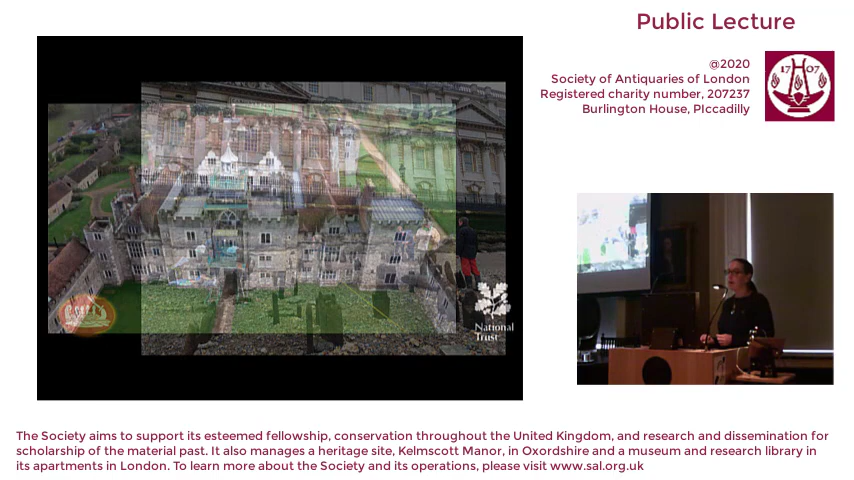 Public Lecture
@2020
Society of Antiquaries of London
Registered charity number, 207237
Burlington House, PIccadilly
17 07
National
Trust
The Society aims to support its esteemed fellowship, conservation throughout the United Kingdom, and research and dissemination for
scholarship of the material past. It also manages a heritage site, Kelmscott Manor, in Oxordshire and a museum and research library in
its apartments in London. To learn more about the Society and its operations, please visit www.sal.org.uk